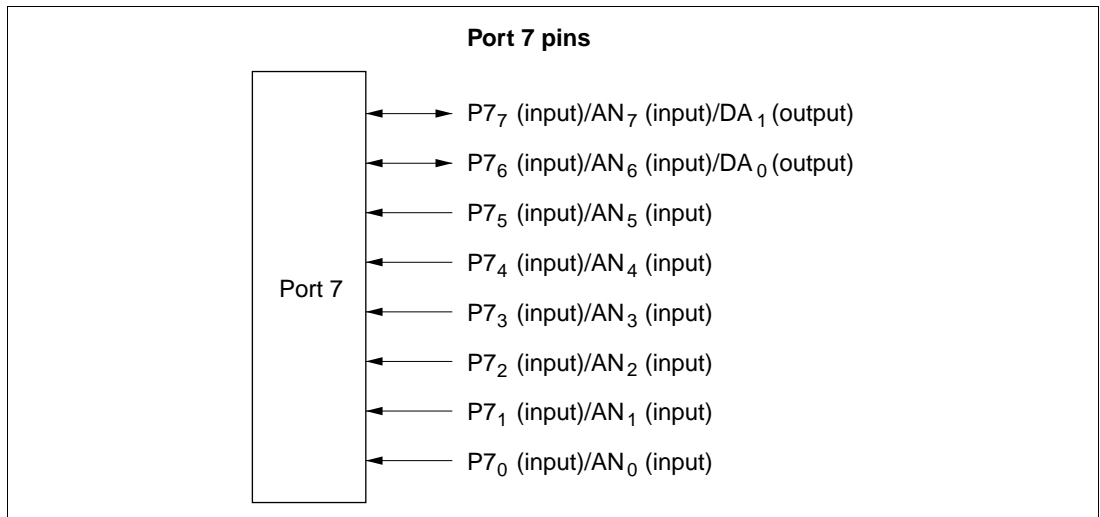 Port 7 pins
P7₇ (input)/AN₇ (input)/DA₁ (output)
P7₆ (input)/AN₆ (input)/DA₀ (output)
P7₅ (input)/AN₅ (input)
P7₄ (input)/AN₄ (input)
Port 7
P7₃ (input)/AN₃ (input)
P7₂ (input)/AN₂ (input)
P7₁ (input)/AN₁ (input)
P7₀ (input)/AN₀ (input)